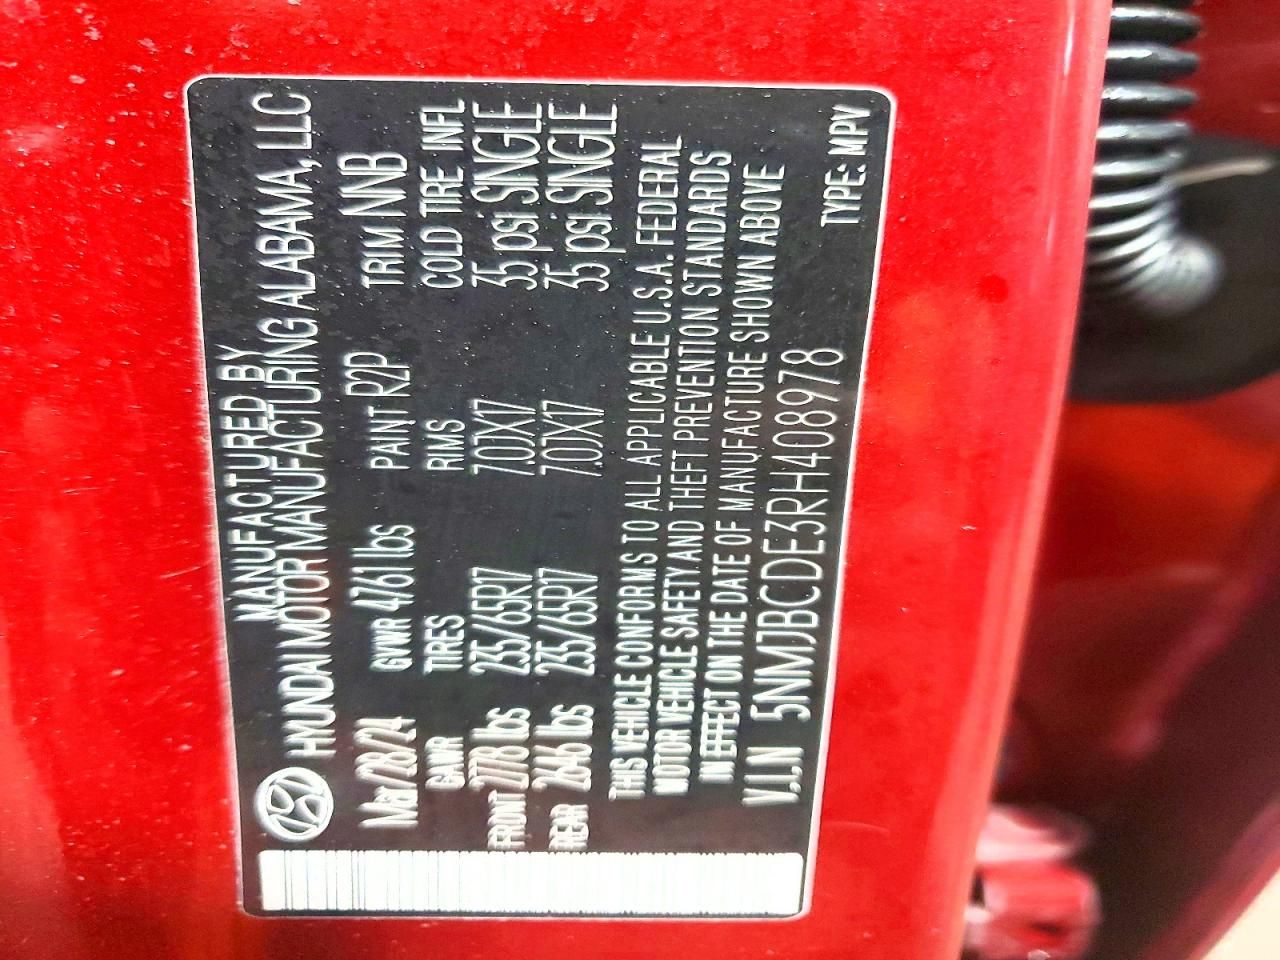 MANUFACTURED BY
HYUNDAI MOTOR MANUFACTURING ALABAMA, LLC
Mar/28/24 GVWR 4761 lbs PAINT R2P TRIM NNB
GAWR TIRES RIMS COLD TIRE INFL
FRONT 2778 lbs 235/65R17 7.0JX17 35 psi SINGLE
REAR 2646 lbs 235/65R17 7.0JX17 35 psi SINGLE
THIS VEHICLE CONFORMS TO ALL APPLICABLE U.S.A. FEDERAL
MOTOR VEHICLE SAFETY AND THEFT PREVENTION STANDARDS
IN EFFECT ON THE DATE OF MANUFACTURE SHOWN ABOVE
V.I.N 5NMJBCDE3RH408978 TYPE: MPV